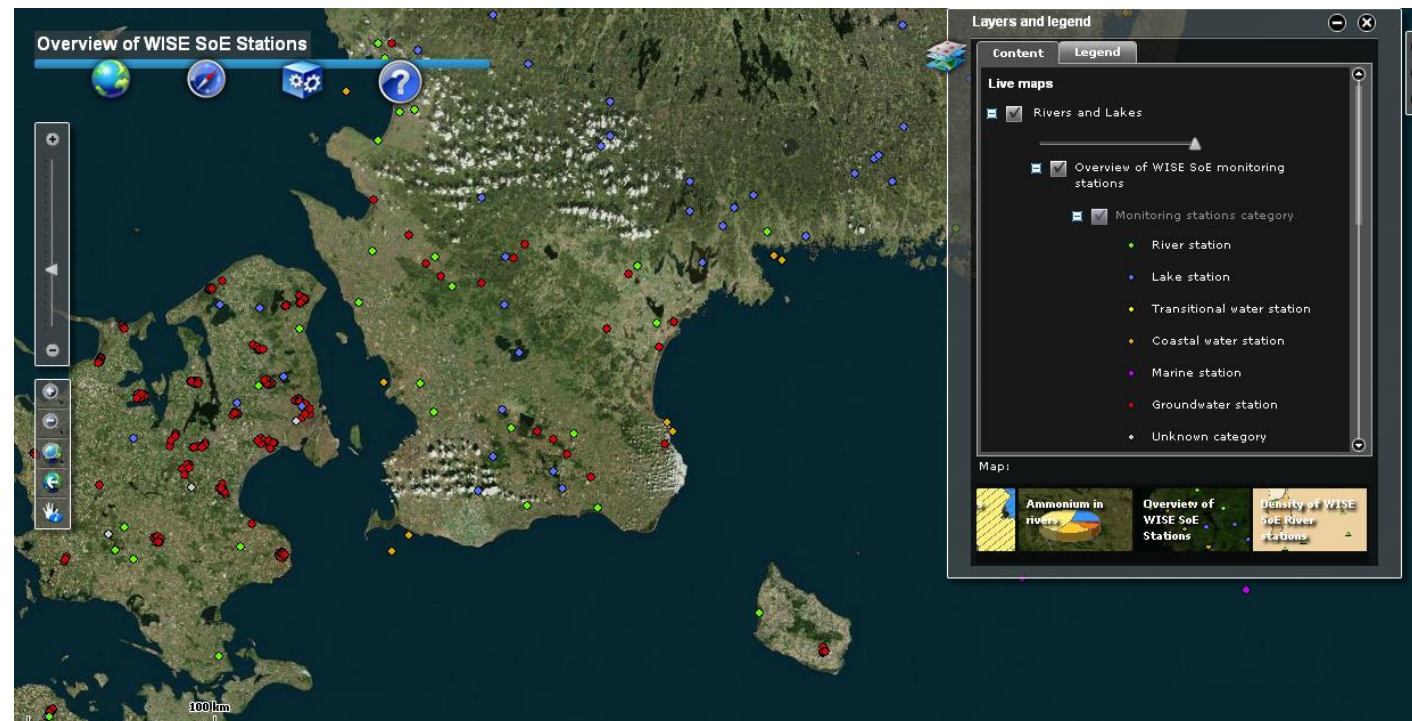 Overview of WISE SoE Stations
Layers and legend
Content
Legend
Live maps
Rivers and Lakes
Overview of WISE SoE monitoring
stations
Monitoring stations category
River station
Lake station
Transitional water station
Coastal water station
Marine station
Groundwater station
Unknown category
Map:
Ammonium in
rivers
Overview of
WISE SoE
Stations
Density of WISE
SoE River
stations
100 km